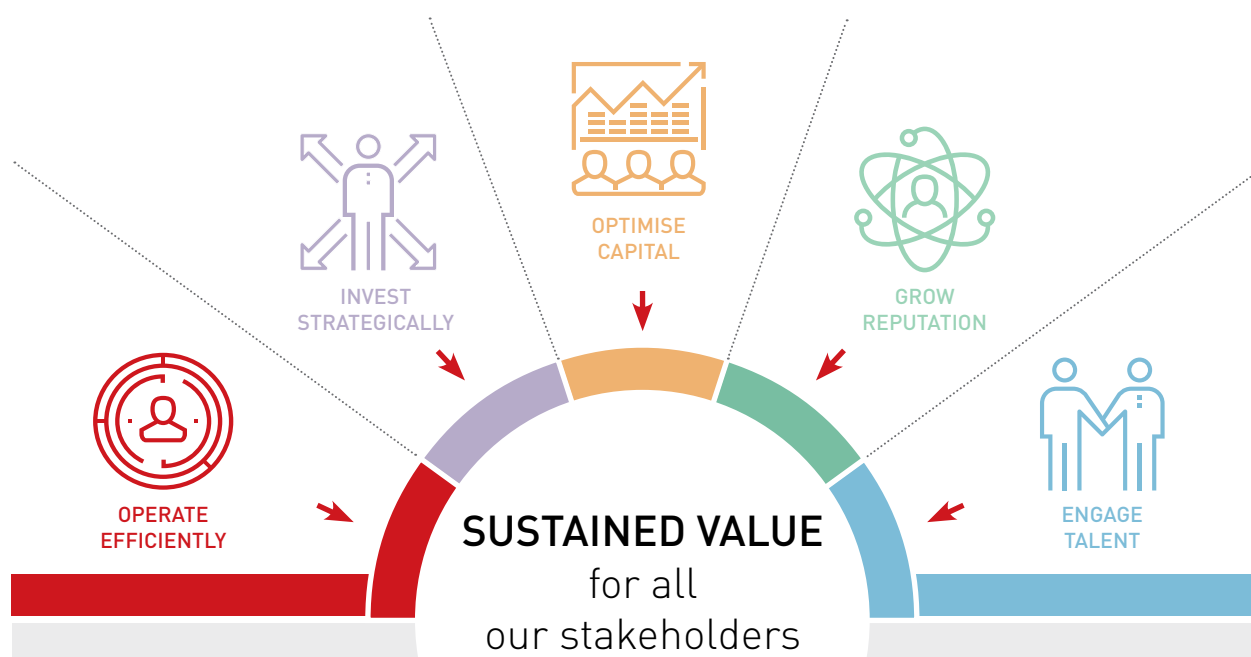 OPERATE
EFFICIENTLY
INVEST
STRATEGICALLY
OPTIMISE
CAPITAL
GROW
REPUTATION
ENGAGE
TALENT
SUSTAINED VALUE
for all
our stakeholders